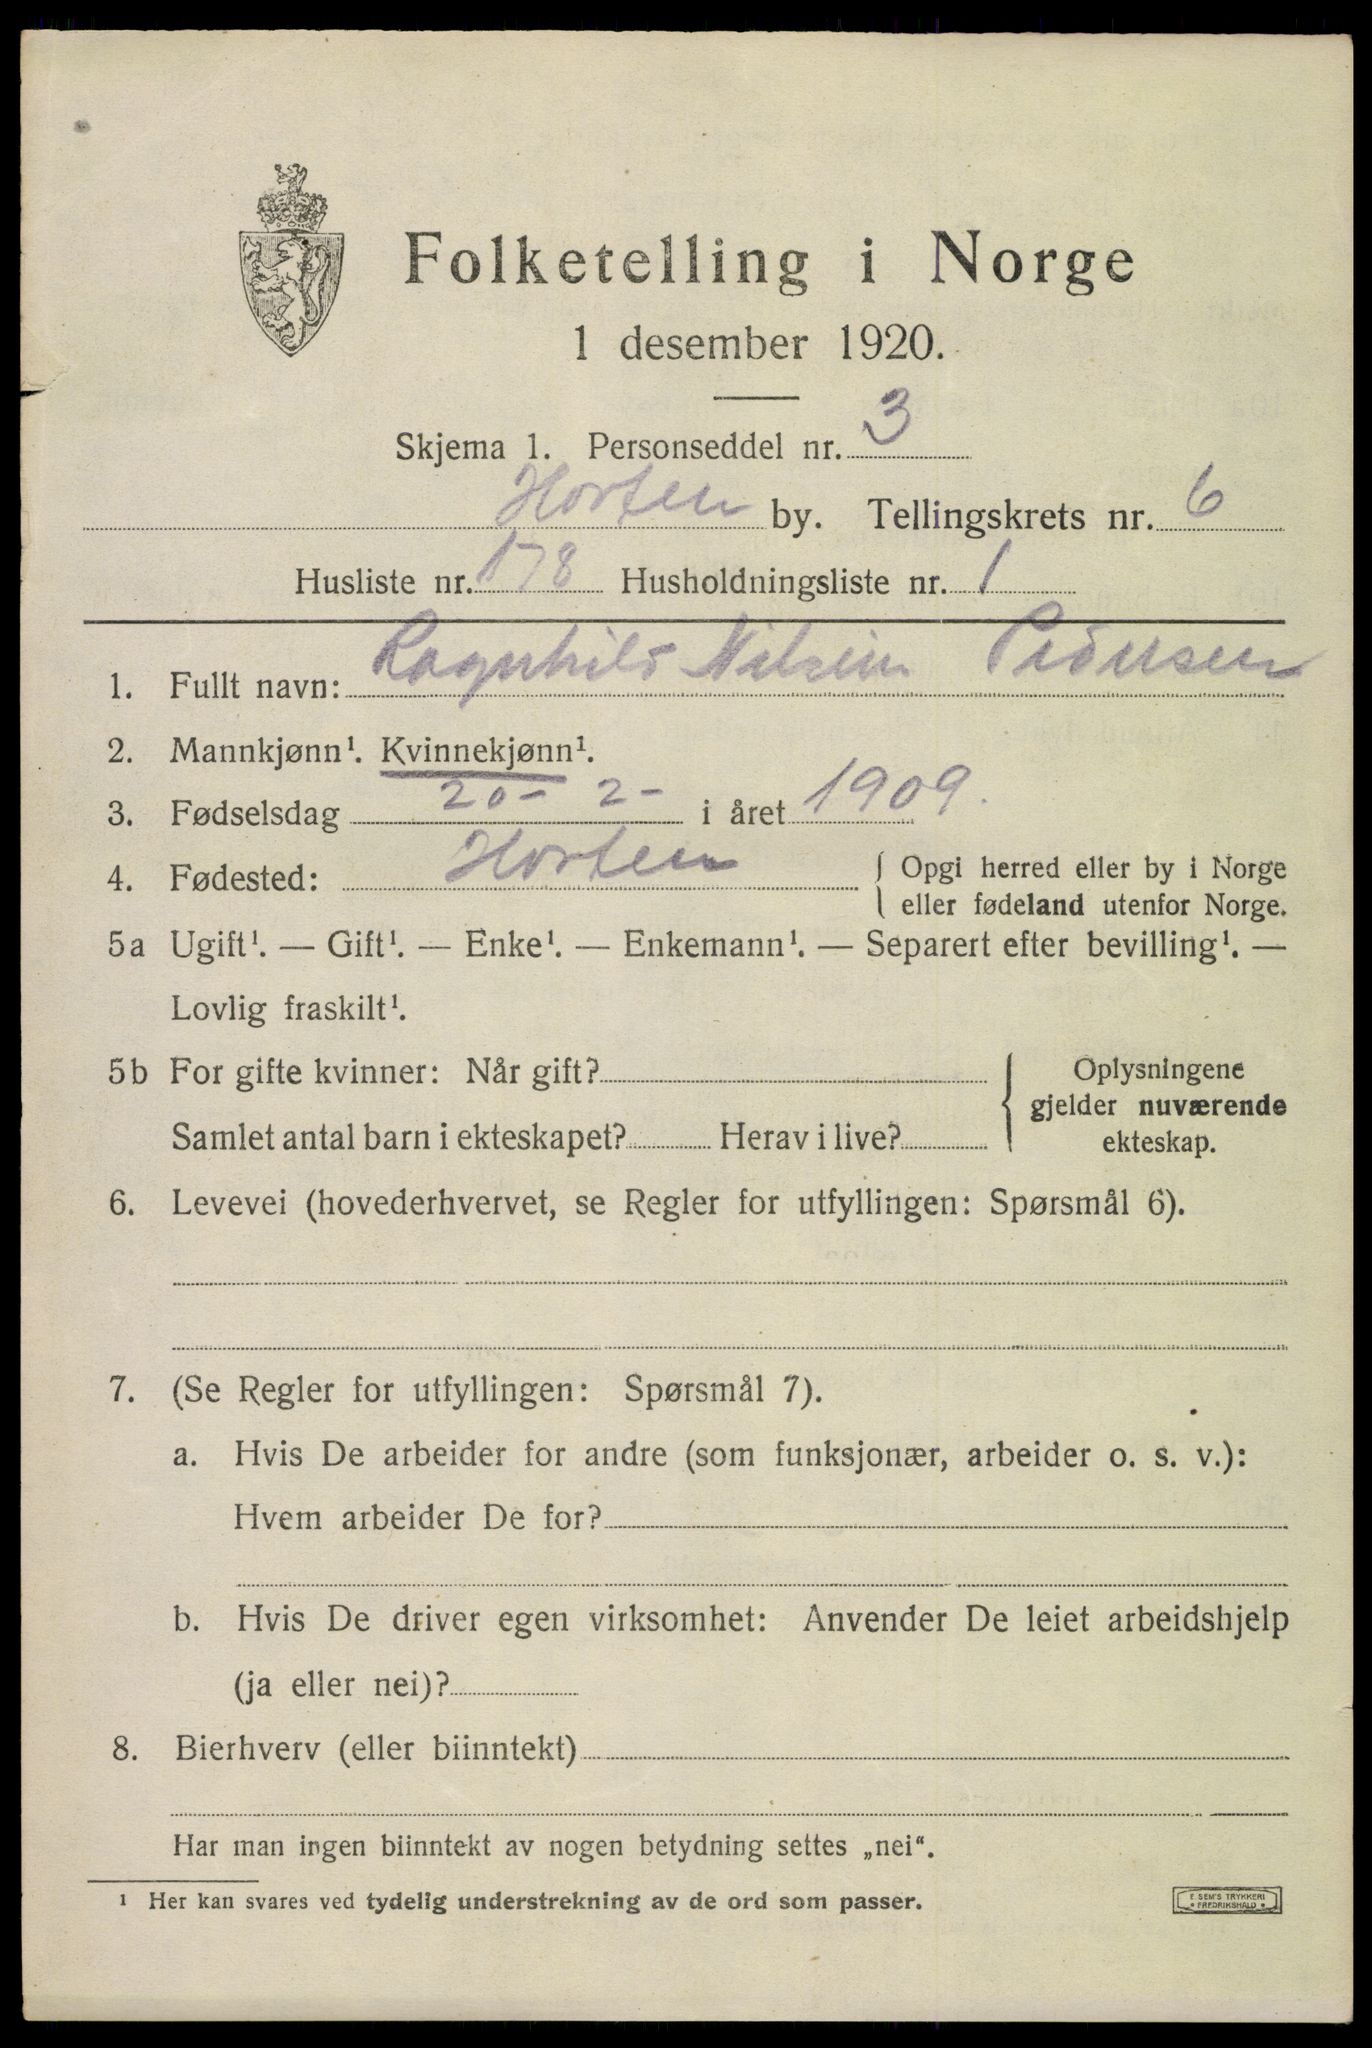 Folketelling i Norge
1 desember 1920.
Skjema 1. Personseddel nr. 3
Horten by. Tellingskrets nr. 6
Husliste nr. 178 Husholdningsliste nr. 1
1. Fullt navn: Ragnhild Nilsen Pedersen
2. Mannkjønn¹. Kvinnekjønn¹.
3. Fødselsdag 20- 2- i året 1909.
4. Fødested: Horten { Opgi herred eller by i Norge
eller fødeland utenfor Norge.
5a Ugift¹. — Gift¹. — Enke¹. — Enkemann¹. — Separert efter bevilling¹. —
Lovlig fraskilt¹.
5b For gifte kvinner: Når gift? { Oplysningene
gjelder nuværende
Samlet antal barn i ekteskapet? Herav i live? ekteskap.
6. Levevei (hovederhvervet, se Regler for utfyllingen: Spørsmål 6).
7. (Se Regler for utfyllingen: Spørsmål 7).
a. Hvis De arbeider for andre (som funksjonær, arbeider o. s. v.):
Hvem arbeider De for?
b. Hvis De driver egen virksomhet: Anvender De leiet arbeidshjelp
(ja eller nei)?
8. Bierhverv (eller biinntekt)
Har man ingen biinntekt av nogen betydning settes „nei“.
¹ Her kan svares ved tydelig understrekning av de ord som passer.
E. SEM'S TRYKKERI
• FREDRIKSHALD •